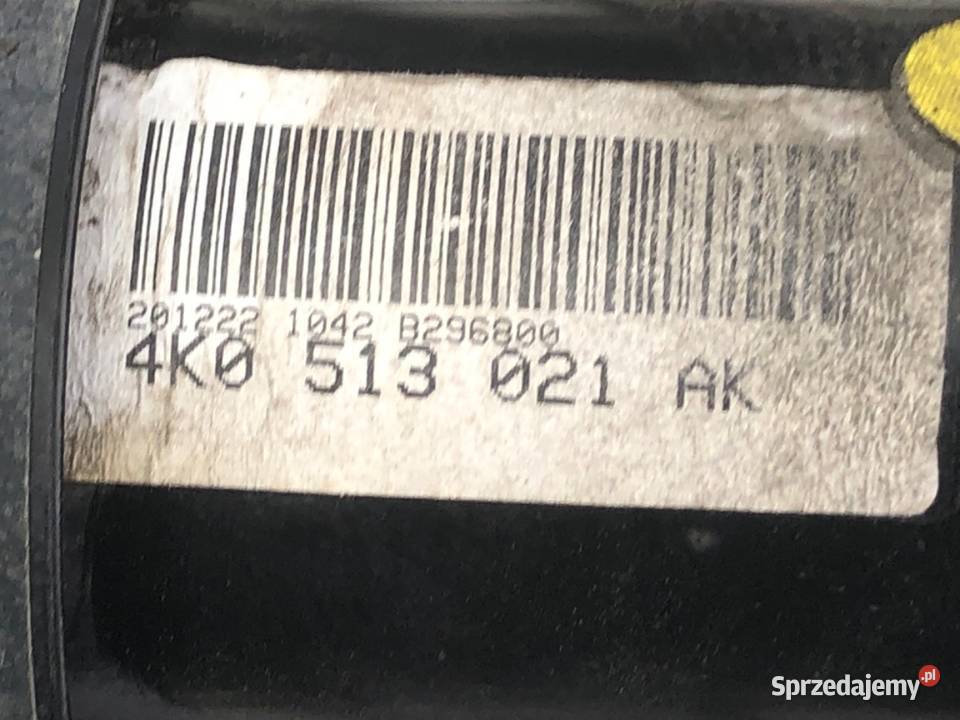 201222 1042 B296800
4K0 513 021 AK
Sprzedajemy.pl